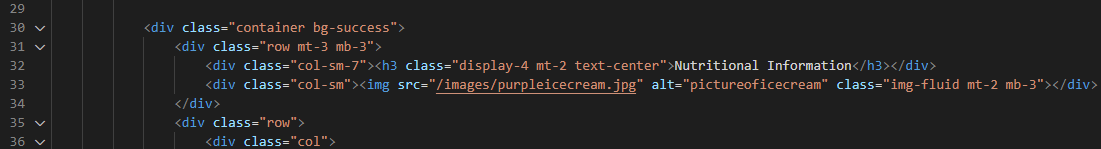 29
30 <div class="container bg-success">
31 <div class="row mt-3 mb-3">
32 <div class="col-sm-7"><h3 class="display-4 mt-2 text-center">Nutritional Information</h3></div>
33 <div class="col-sm"><img src="/images/purpleicecream.jpg" alt="pictureoficecream" class="img-fluid mt-2 mb-3"></div>
34 </div>
35 <div class="row">
36 <div class="col">